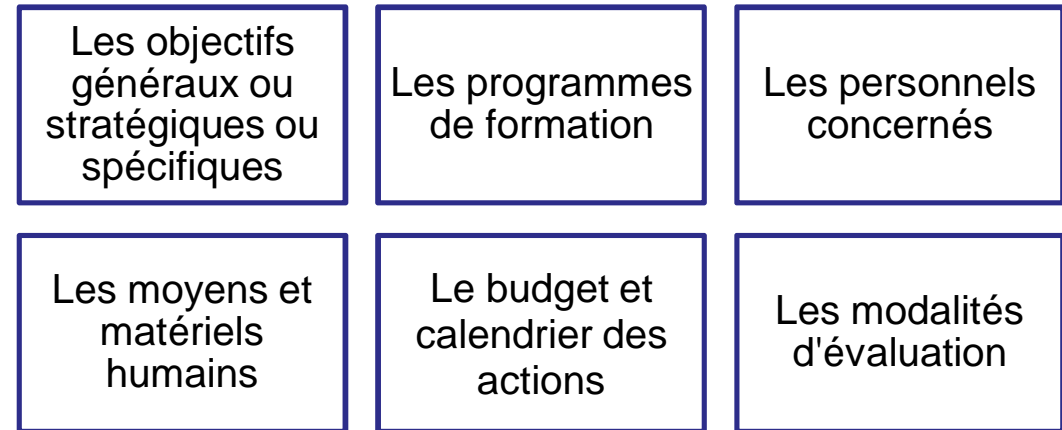 Les objectifs
généraux ou
stratégiques ou
spécifiques
Les programmes
de formation
Les personnels
concernés
Les moyens et
matériels
humains
Le budget et
calendrier des
actions
Les modalités
d'évaluation